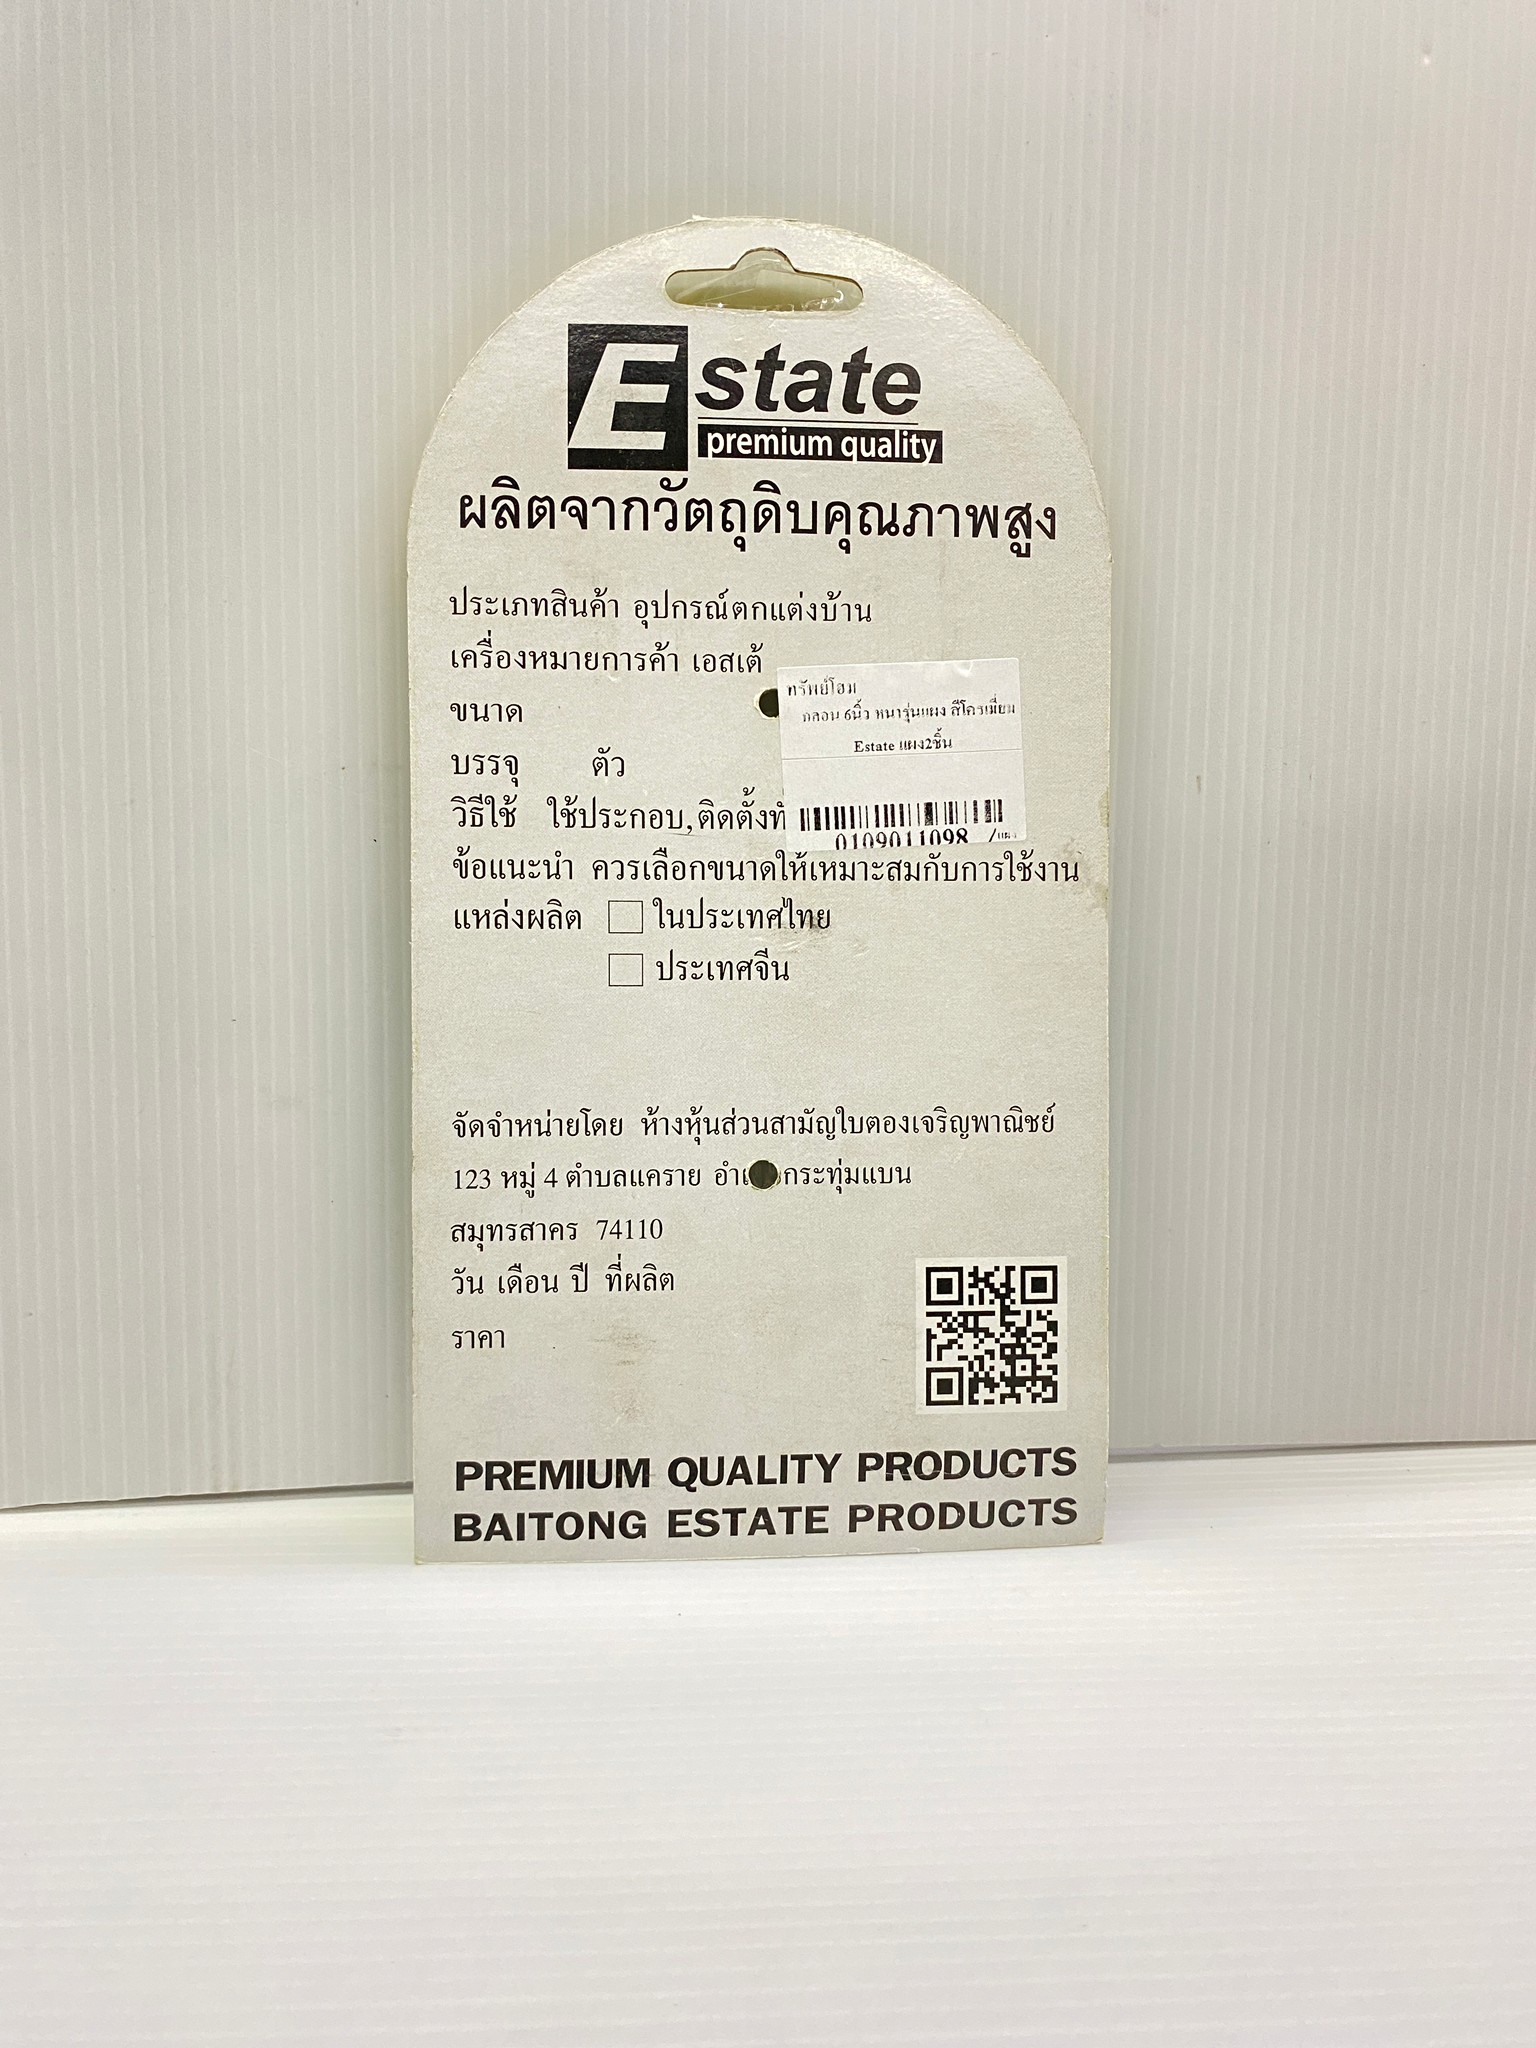 Estate
premium quality
ผลิตจากวัตถุดิบคุณภาพสูง
ประเภทสินค้า อุปกรณ์ตกแต่งบ้าน
เครื่องหมายการค้า เอสเต้
ขนาด
บรรจุ ตัว
วิธีใช้ ใช้ประกอบ,ติดตั้ง
ทรัพย์โฮม
กลอน 6นิ้ว หนารุ่นแผง สีโครเมี่ยม
Estate แผง2ชิ้น
0109011098 /แผง
ข้อแนะนำ ควรเลือกขนาดให้เหมาะสมกับการใช้งาน
แหล่งผลิต ในประเทศไทย
ประเทศจีน
จัดจำหน่ายโดย ห้างหุ้นส่วนสามัญใบตองเจริญพาณิชย์
123 หมู่ 4 ตำบลแคราย กระทุ่มแบน
สมุทรสาคร 74110
วัน เดือน ปี ที่ผลิต
ราคา
PREMIUM QUALITY PRODUCTS
BAITONG ESTATE PRODUCTS